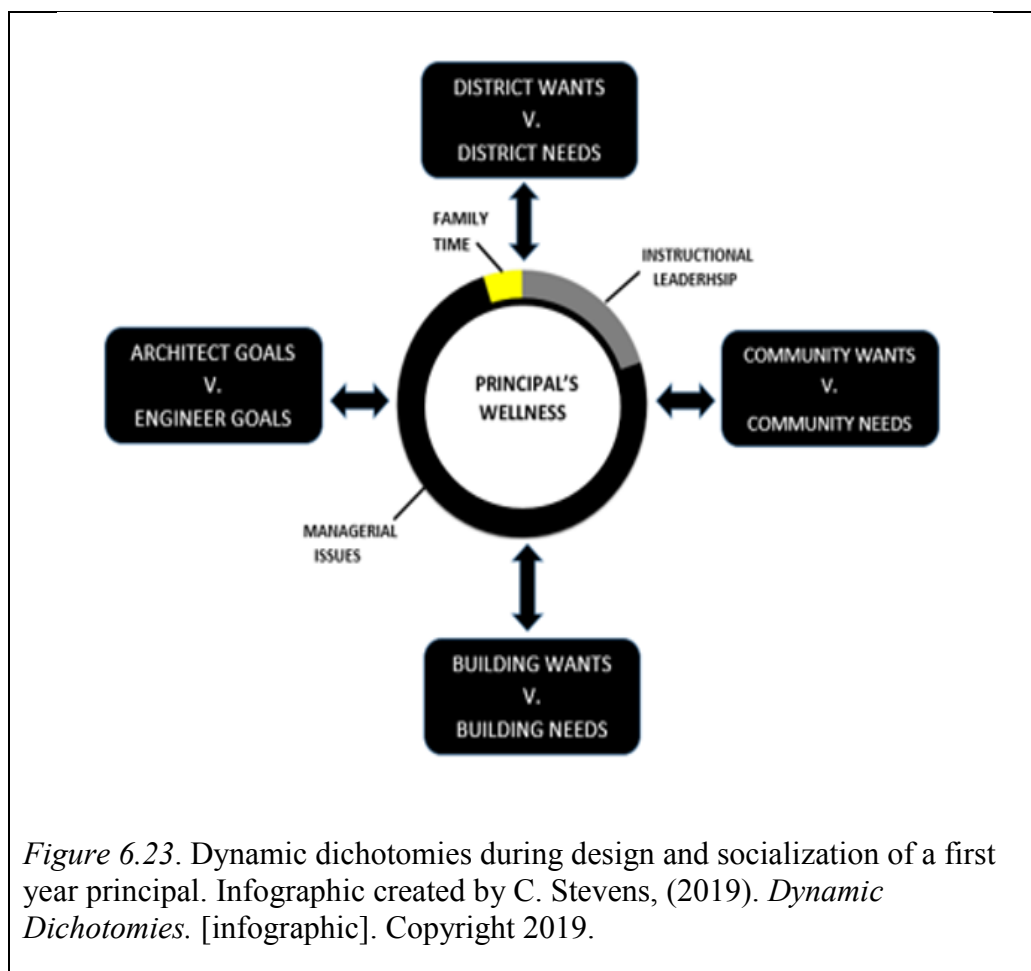 DISTRICT WANTS
V.
DISTRICT NEEDS
FAMILY
TIME
INSTRUCTIONAL
LEADERHSIP
ARCHITECT GOALS
V.
ENGINEER GOALS
PRINCIPAL'S
WELLNESS
COMMUNITY WANTS
V.
COMMUNITY NEEDS
MANAGERIAL
ISSUES
BUILDING WANTS
V.
BUILDING NEEDS
Figure 6.23. Dynamic dichotomies during design and socialization of a first
year principal. Infographic created by C. Stevens, (2019). Dynamic
Dichotomies. [infographic]. Copyright 2019.